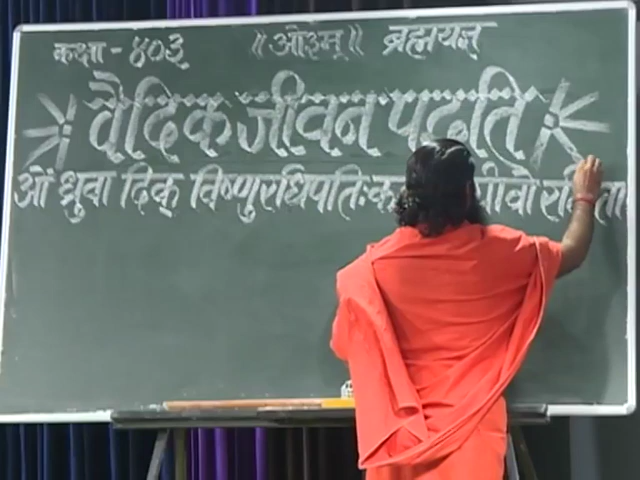 कक्षा - ४०३ ॥ओ३म्॥ ब्रह्मयज्ञ
वैदिक जीवन पद्धति
ओं ध्रुवा दिक् विष्णुरधिपतिः